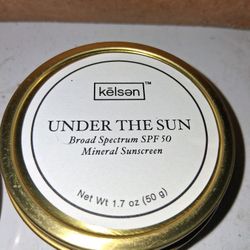 kēlsən™
UNDER THE SUN
Broad Spectrum SPF 50
Mineral Sunscreen
Net Wt 1.7 oz (50 g)